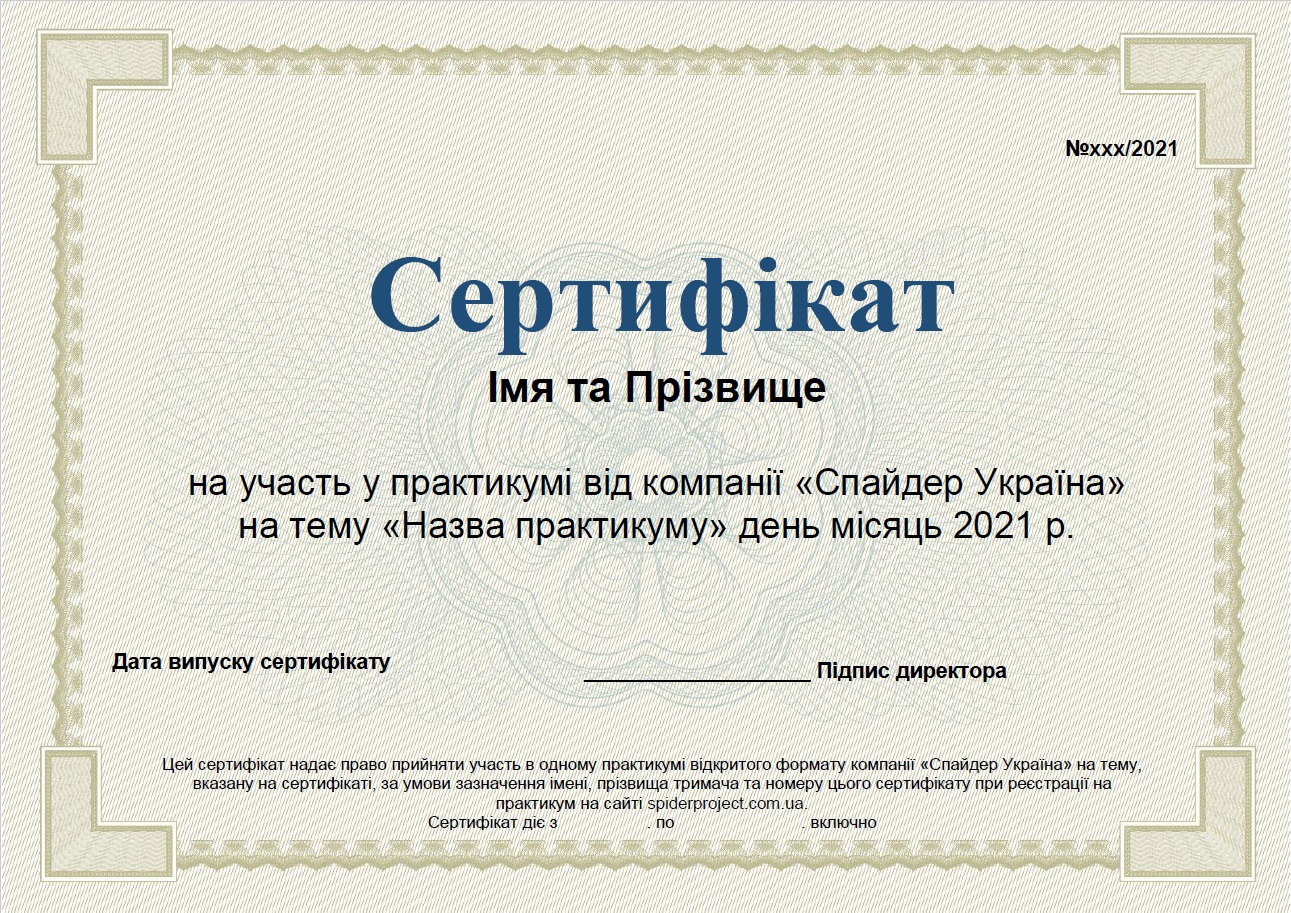 №xxx/2021
Сертифікат
Імя та Прізвище
на участь у практикумі від компанії «Спайдер Україна»
на тему «Назва практикуму» день місяць 2021 р.
Дата випуску сертифікату
___________________ Підпис директора
Цей сертифікат надає право прийняти участь в одному практикумі відкритого формату компанії «Спайдер Україна» на тему,
вказану на сертифікаті, за умови зазначення імені, прізвища тримача та номеру цього сертифікату при реєстрації на
практикум на сайті spiderproject.com.ua.
Сертифікат діє з . по . включно